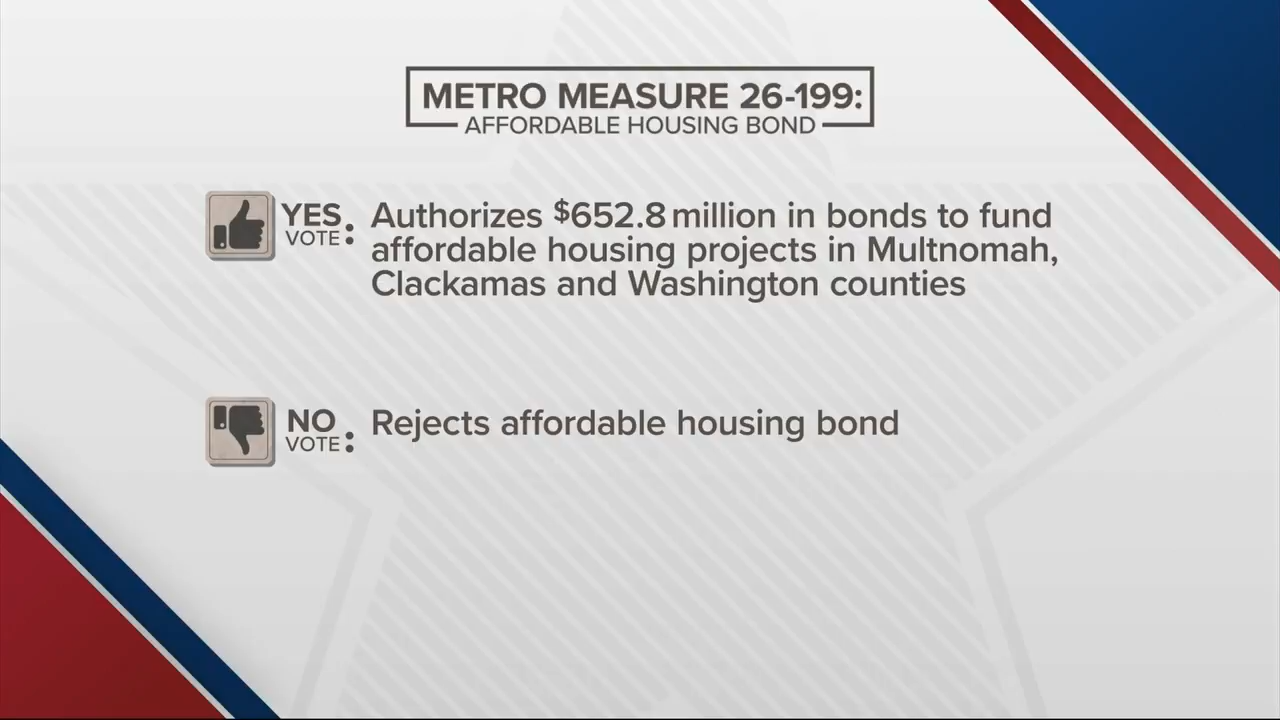 METRO MEASURE 26-199:
AFFORDABLE HOUSING BOND
YES VOTE: Authorizes $652.8 million in bonds to fund
affordable housing projects in Multnomah,
Clackamas and Washington counties
NO VOTE: Rejects affordable housing bond